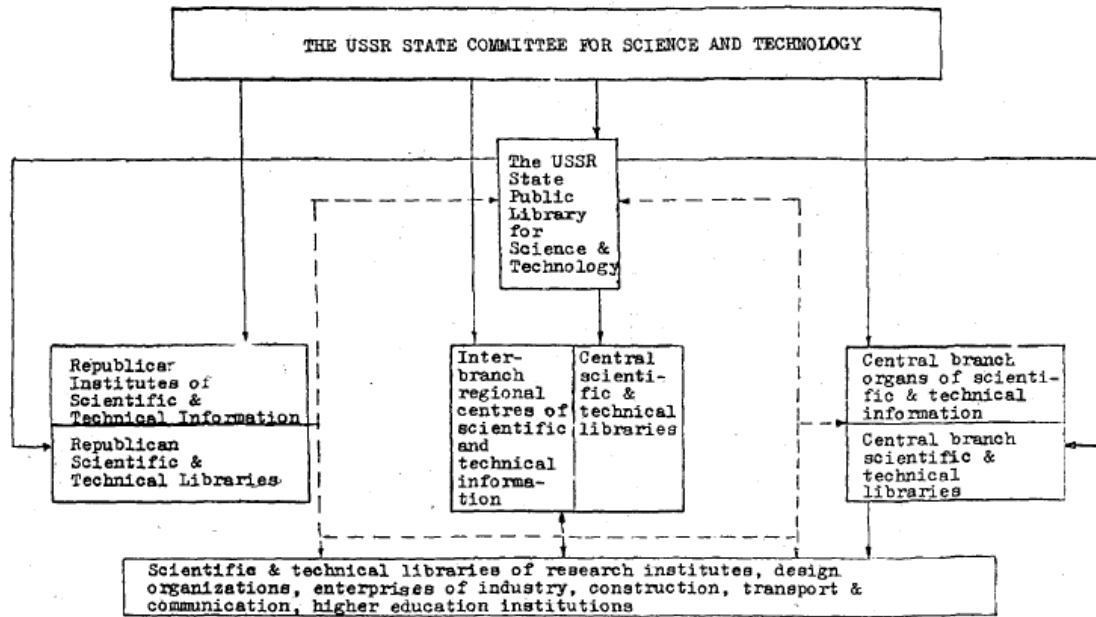 THE USSR STATE COMMITTEE FOR SCIENCE AND TECHNOLOGY
The USSR
State
Public
Library
for
Science &
Technology
Republican
Institutes of
Scientific &
Technical Information
Republican
Scientific &
Technical Libraries
Inter-
branch
regional
centres of
scientific
and
technical
informa-
tion
Central
scienti-
fic &
technical
libraries
Central branch
organs of scienti-
fic & technical
information
Central branch
scientific &
technical
libraries
Scientific & technical libraries of research institutes, design
organizations, enterprises of industry, construction, transport &
communication, higher education institutions